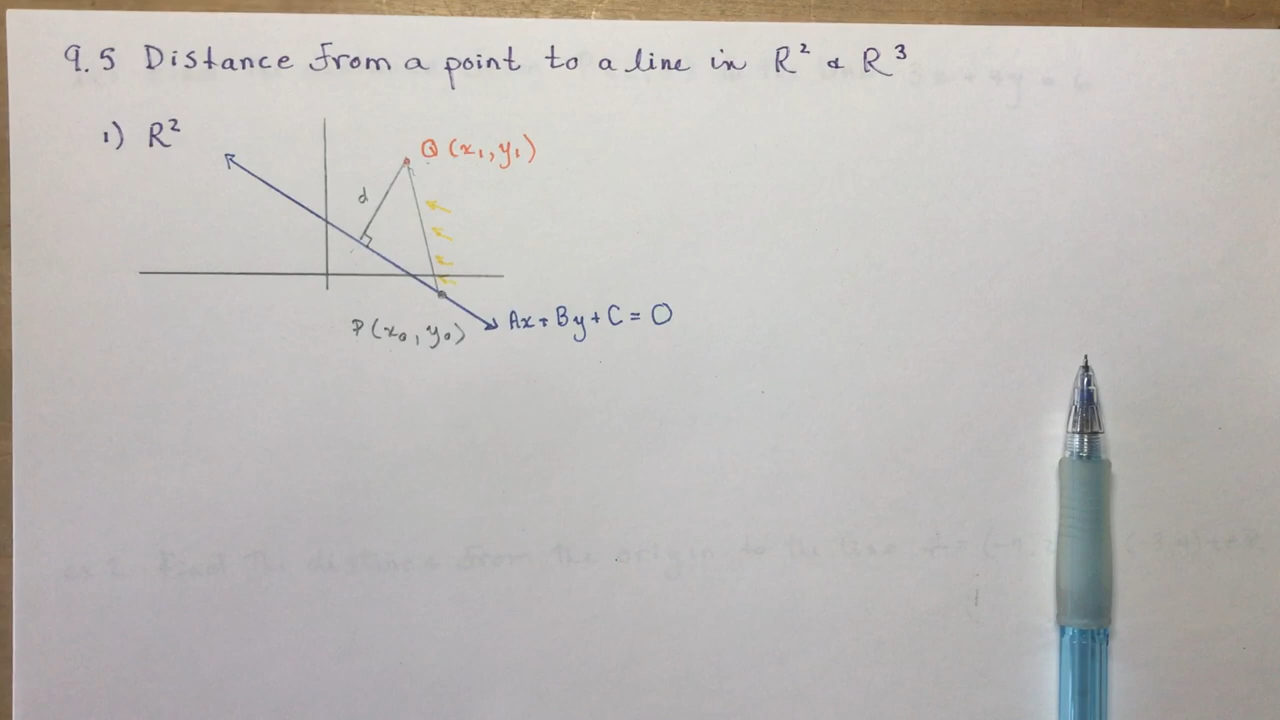 9.5 Distance from a point to a line in R² & R³
1) R²
Q (x₁, y₁)
d
P (x₀, y₀)
Ax + By + C = 0